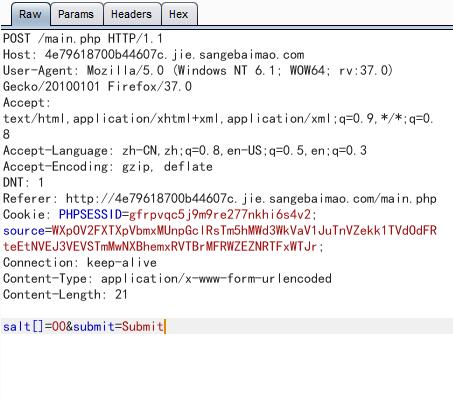 Raw Params Headers Hex
POST /main.php HTTP/1.1
Host: 4e79618700b44607c.jie.sangebaimao.com
User-Agent: Mozilla/5.0 (Windows NT 6.1; WOW64; rv:37.0)
Gecko/20100101 Firefox/37.0
Accept:
text/html,application/xhtml+xml,application/xml;q=0.9,*/*;q=0.
8
Accept-Language: zh-CN,zh;q=0.8,en-US;q=0.5,en;q=0.3
Accept-Encoding: gzip, deflate
DNT: 1
Referer: http://4e79618700b44607c.jie.sangebaimao.com/main.php
Cookie: PHPSESSID=gfrpvqc5j9m9re277nkhi6s4v2;
source=WXpOV2FXTXpVbmxMUnpGclRsTm5hMWd3WkVaV1JuTnVZekk1TVdOdFR
teEtNVEJ3VEVSTmMwNXBhemxRVTBrMFRWZEZNRTFxWTJr;
Connection: keep-alive
Content-Type: application/x-www-form-urlencoded
Content-Length: 21
salt[]=00&submit=Submit